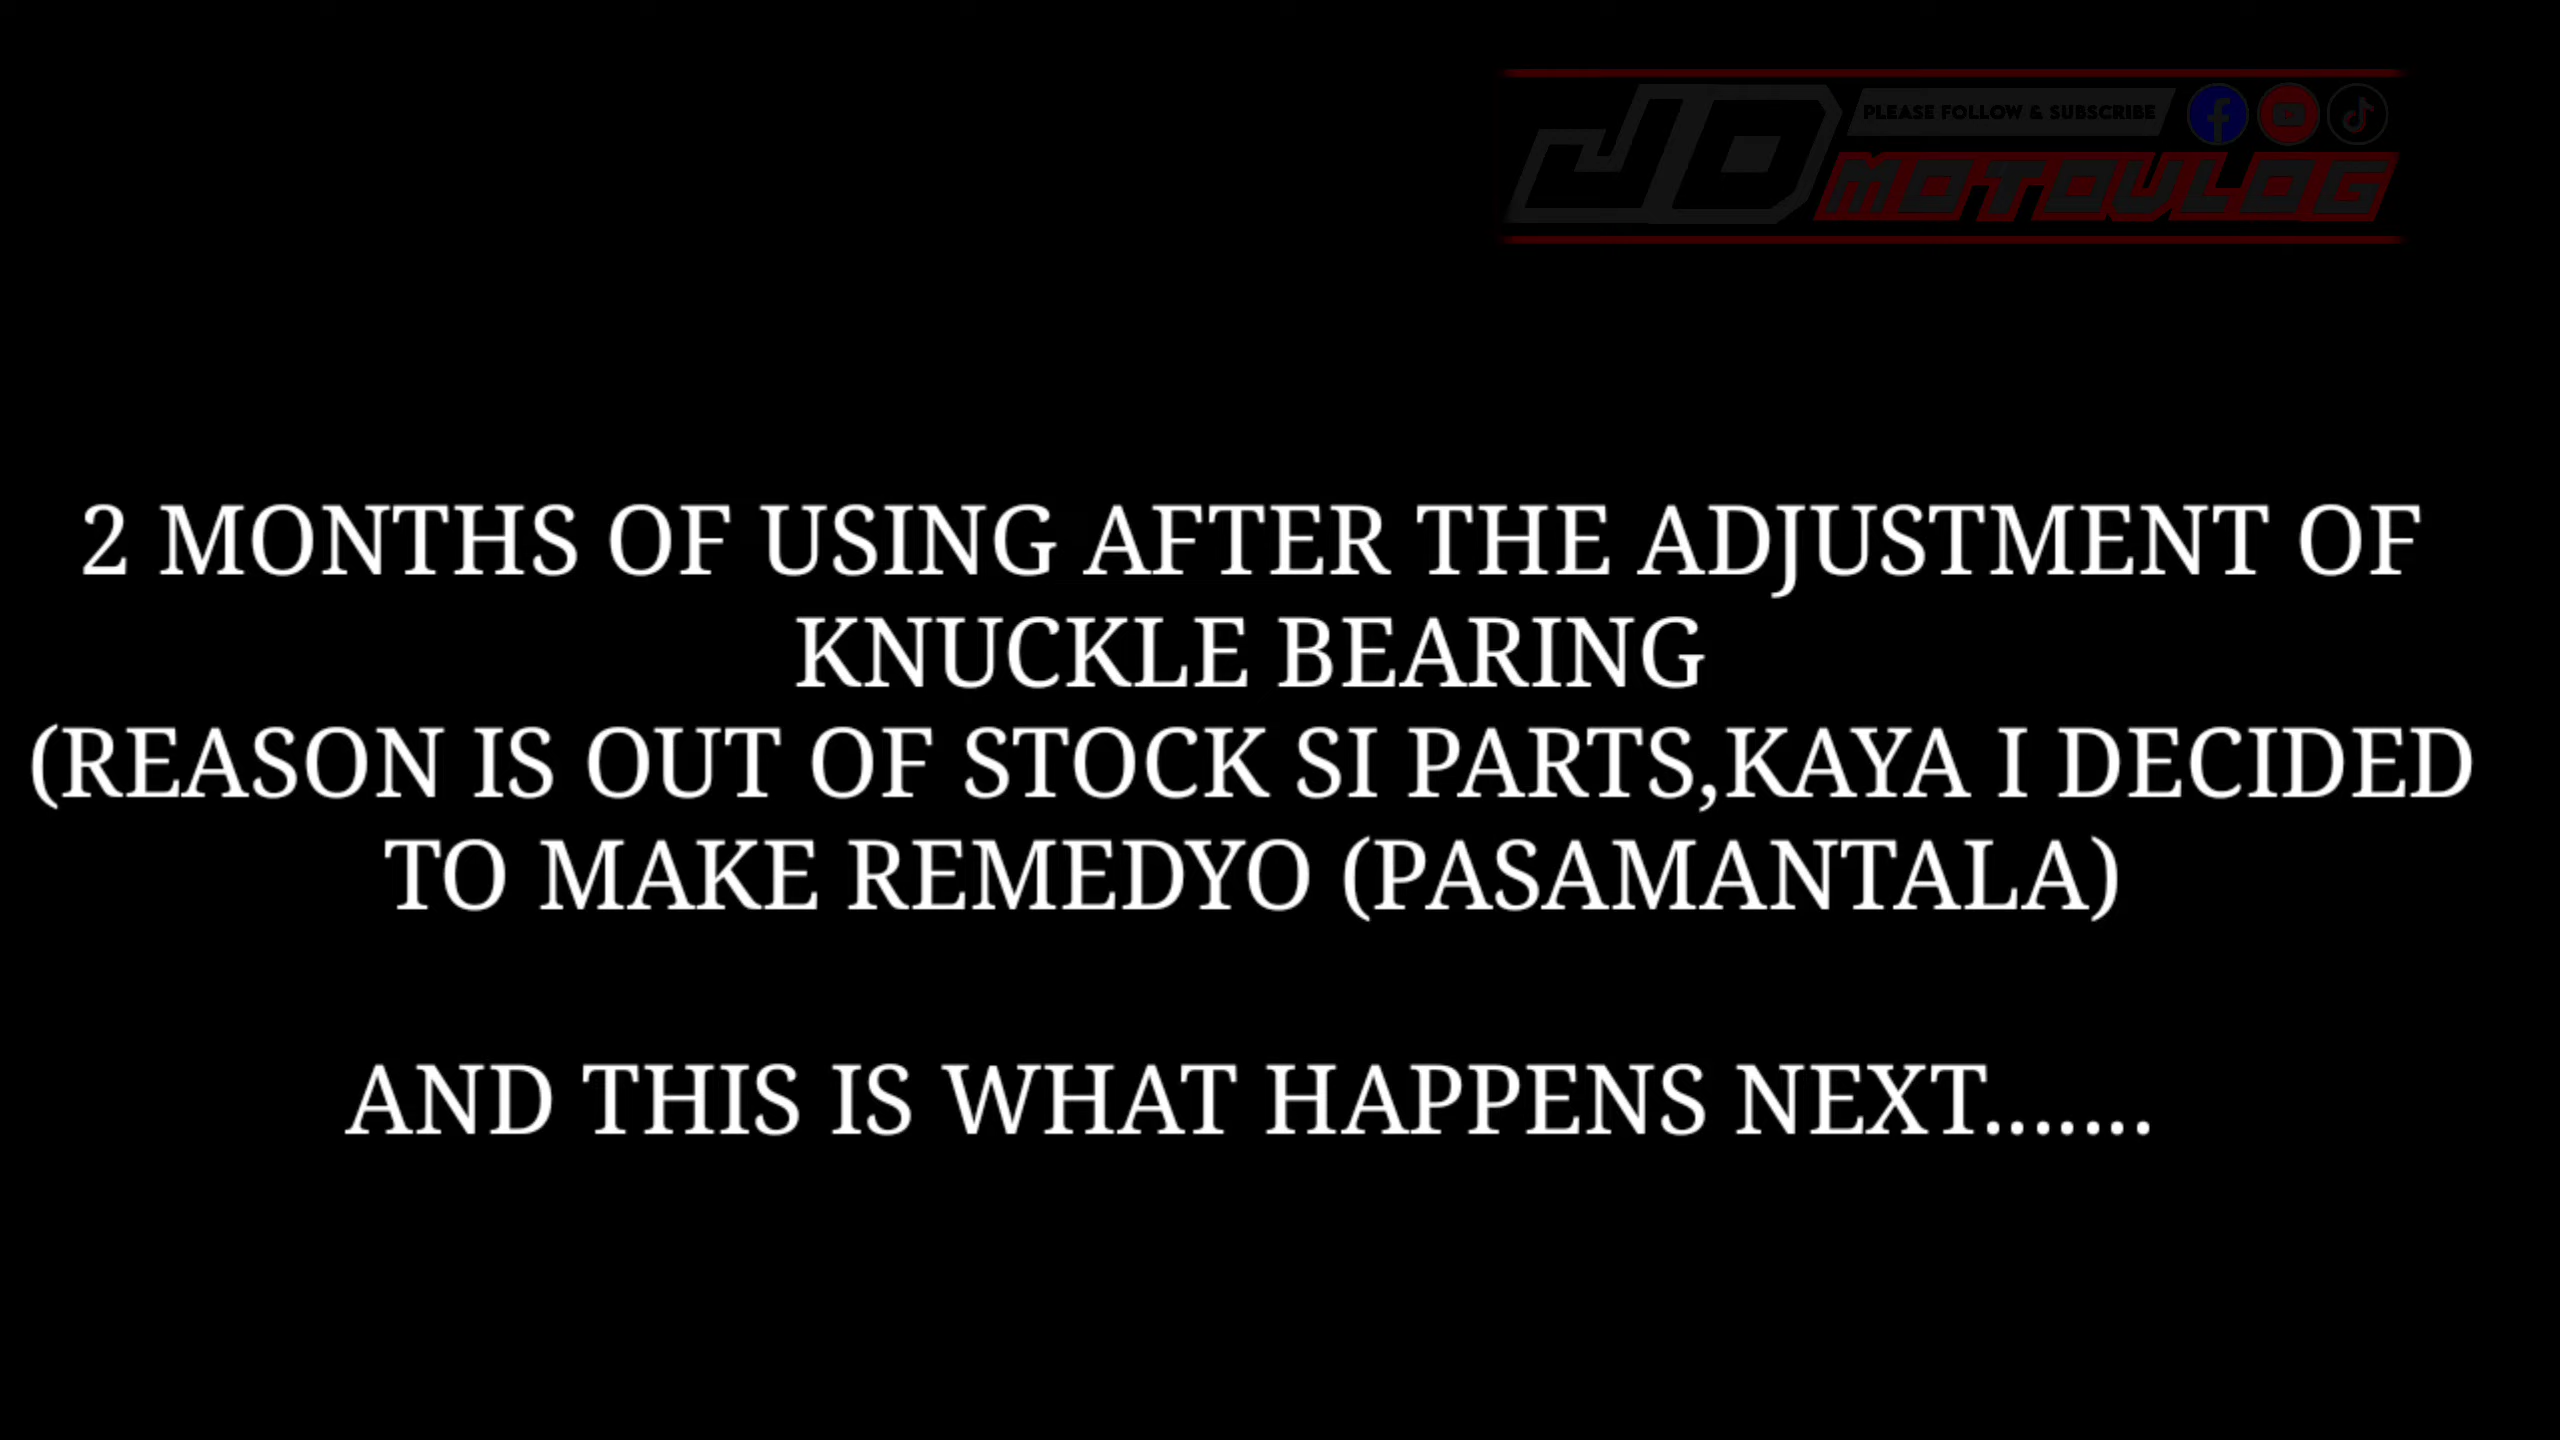 PLEASE FOLLOW & SUBSCRIBE
JD MOTOVLOG
2 MONTHS OF USING AFTER THE ADJUSTMENT OF
KNUCKLE BEARING
(REASON IS OUT OF STOCK SI PARTS,KAYA I DECIDED
TO MAKE REMEDYO (PASAMANTALA)
AND THIS IS WHAT HAPPENS NEXT.......